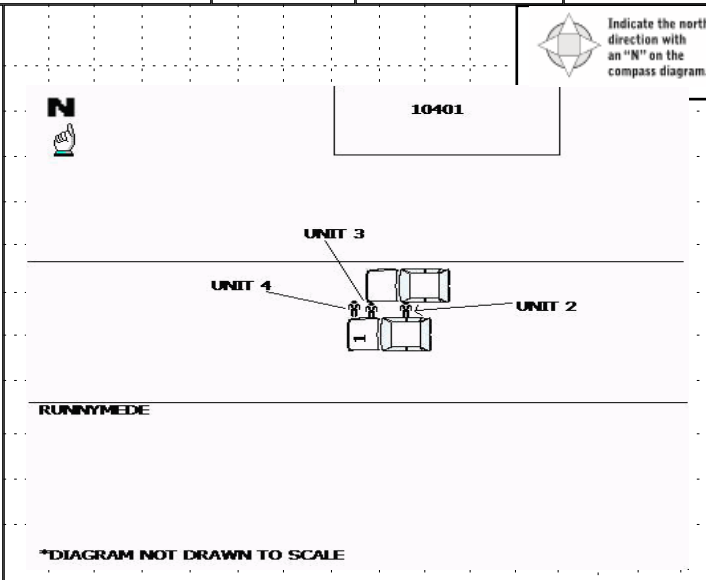 Indicate the north
direction with
an "N" on the
compass diagram.
N
10401
UNIT 3
UNIT 4
UNIT 2
1
RUNNYMEDE
*DIAGRAM NOT DRAWN TO SCALE